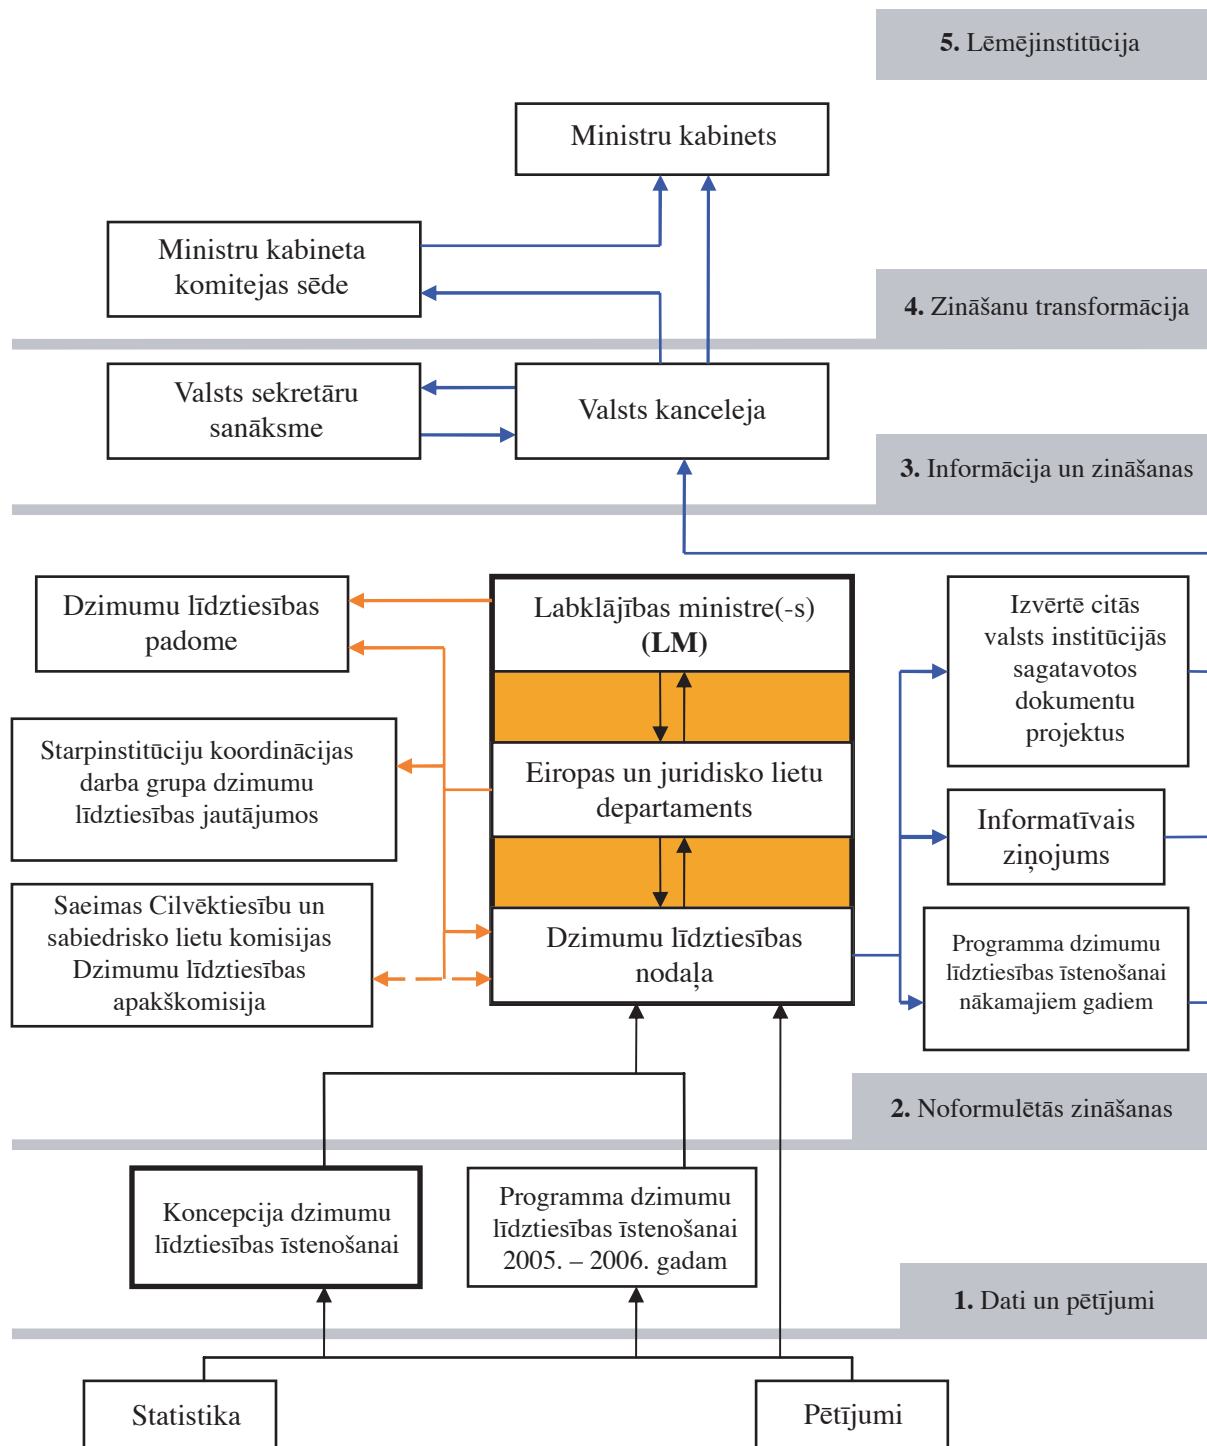 5. Lēmējinstitūcija
Ministru kabinets
Ministru kabineta
komitejas sēde
4. Zināšanu transformācija
Valsts sekretāru
sanāksme
Valsts kanceleja
3. Informācija un zināšanas
Dzimumu līdztiesības
padome
Labklājības ministre(-s)
(LM)
Izvērtē citās
valsts institūcijās
sagatavotos
dokumentu
projektus
Starpinstitūciju koordinācijas
darba grupa dzimumu
līdztiesības jautājumos
Eiropas un juridisko lietu
departaments
Informatīvais
ziņojums
Saeimas Cilvēktiesību un
sabiedrisko lietu komisijas
Dzimumu līdztiesības
apakškomisija
Dzimumu līdztiesības
nodaļa
Programma dzimumu
līdztiesības īstenošanai
nākamajiem gadiem
2. Noformulētās zināšanas
Koncepcija dzimumu
līdztiesības īstenošanai
Programma dzimumu
līdztiesības īstenošanai
2005. – 2006. gadam
1. Dati un pētījumi
Statistika
Pētījumi